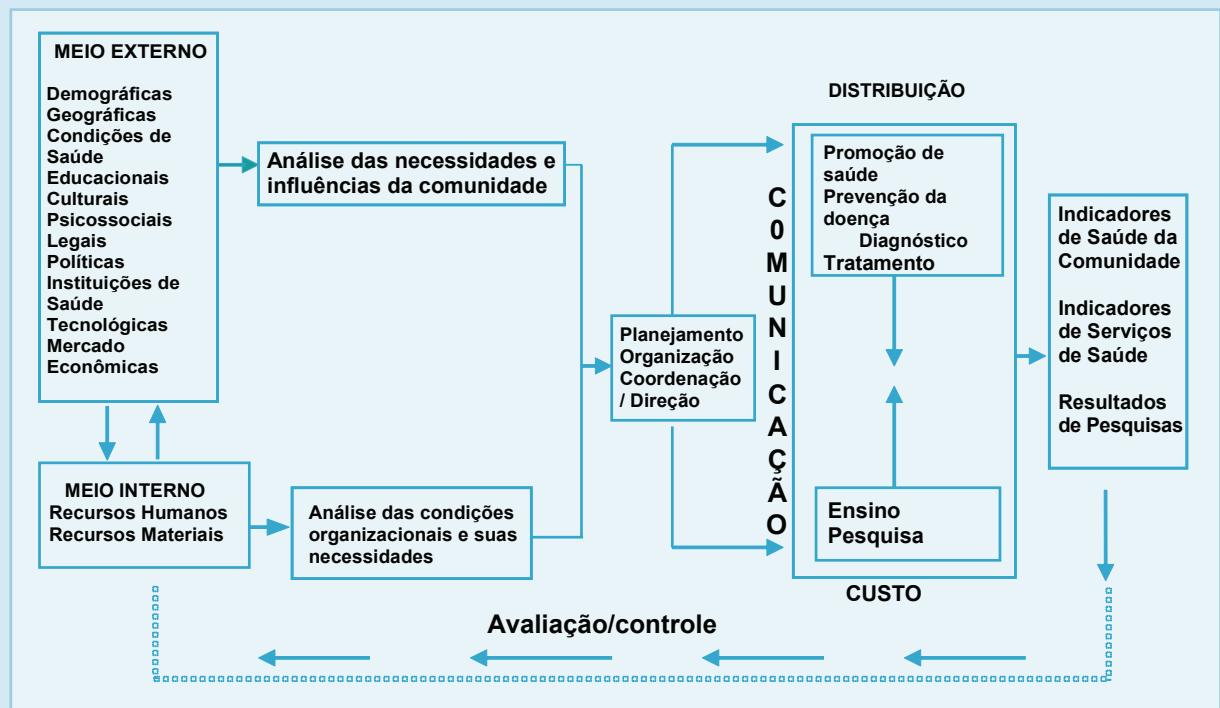 MEIO EXTERNO
Demográficas
Geográficas
Condições de
Saúde
Educacionais
Culturais
Psicossociais
Legais
Políticas
Instituições de
Saúde
Tecnológicas
Mercado
Econômicas
MEIO INTERNO
Recursos Humanos
Recursos Materiais
Análise das necessidades e
influências da comunidade
Análise das condições
organizacionais e suas
necessidades
Planejamento
Organização
Coordenação
/ Direção
C
0
M
U
N
I
C
A
Ç
Ã
O
DISTRIBUIÇÃO
Promoção de
saúde
Prevenção da
doença
Diagnóstico
Tratamento
Ensino
Pesquisa
CUSTO
Indicadores
de Saúde da
Comunidade
Indicadores
de Serviços
de Saúde
Resultados
de Pesquisas
Avaliação/controle